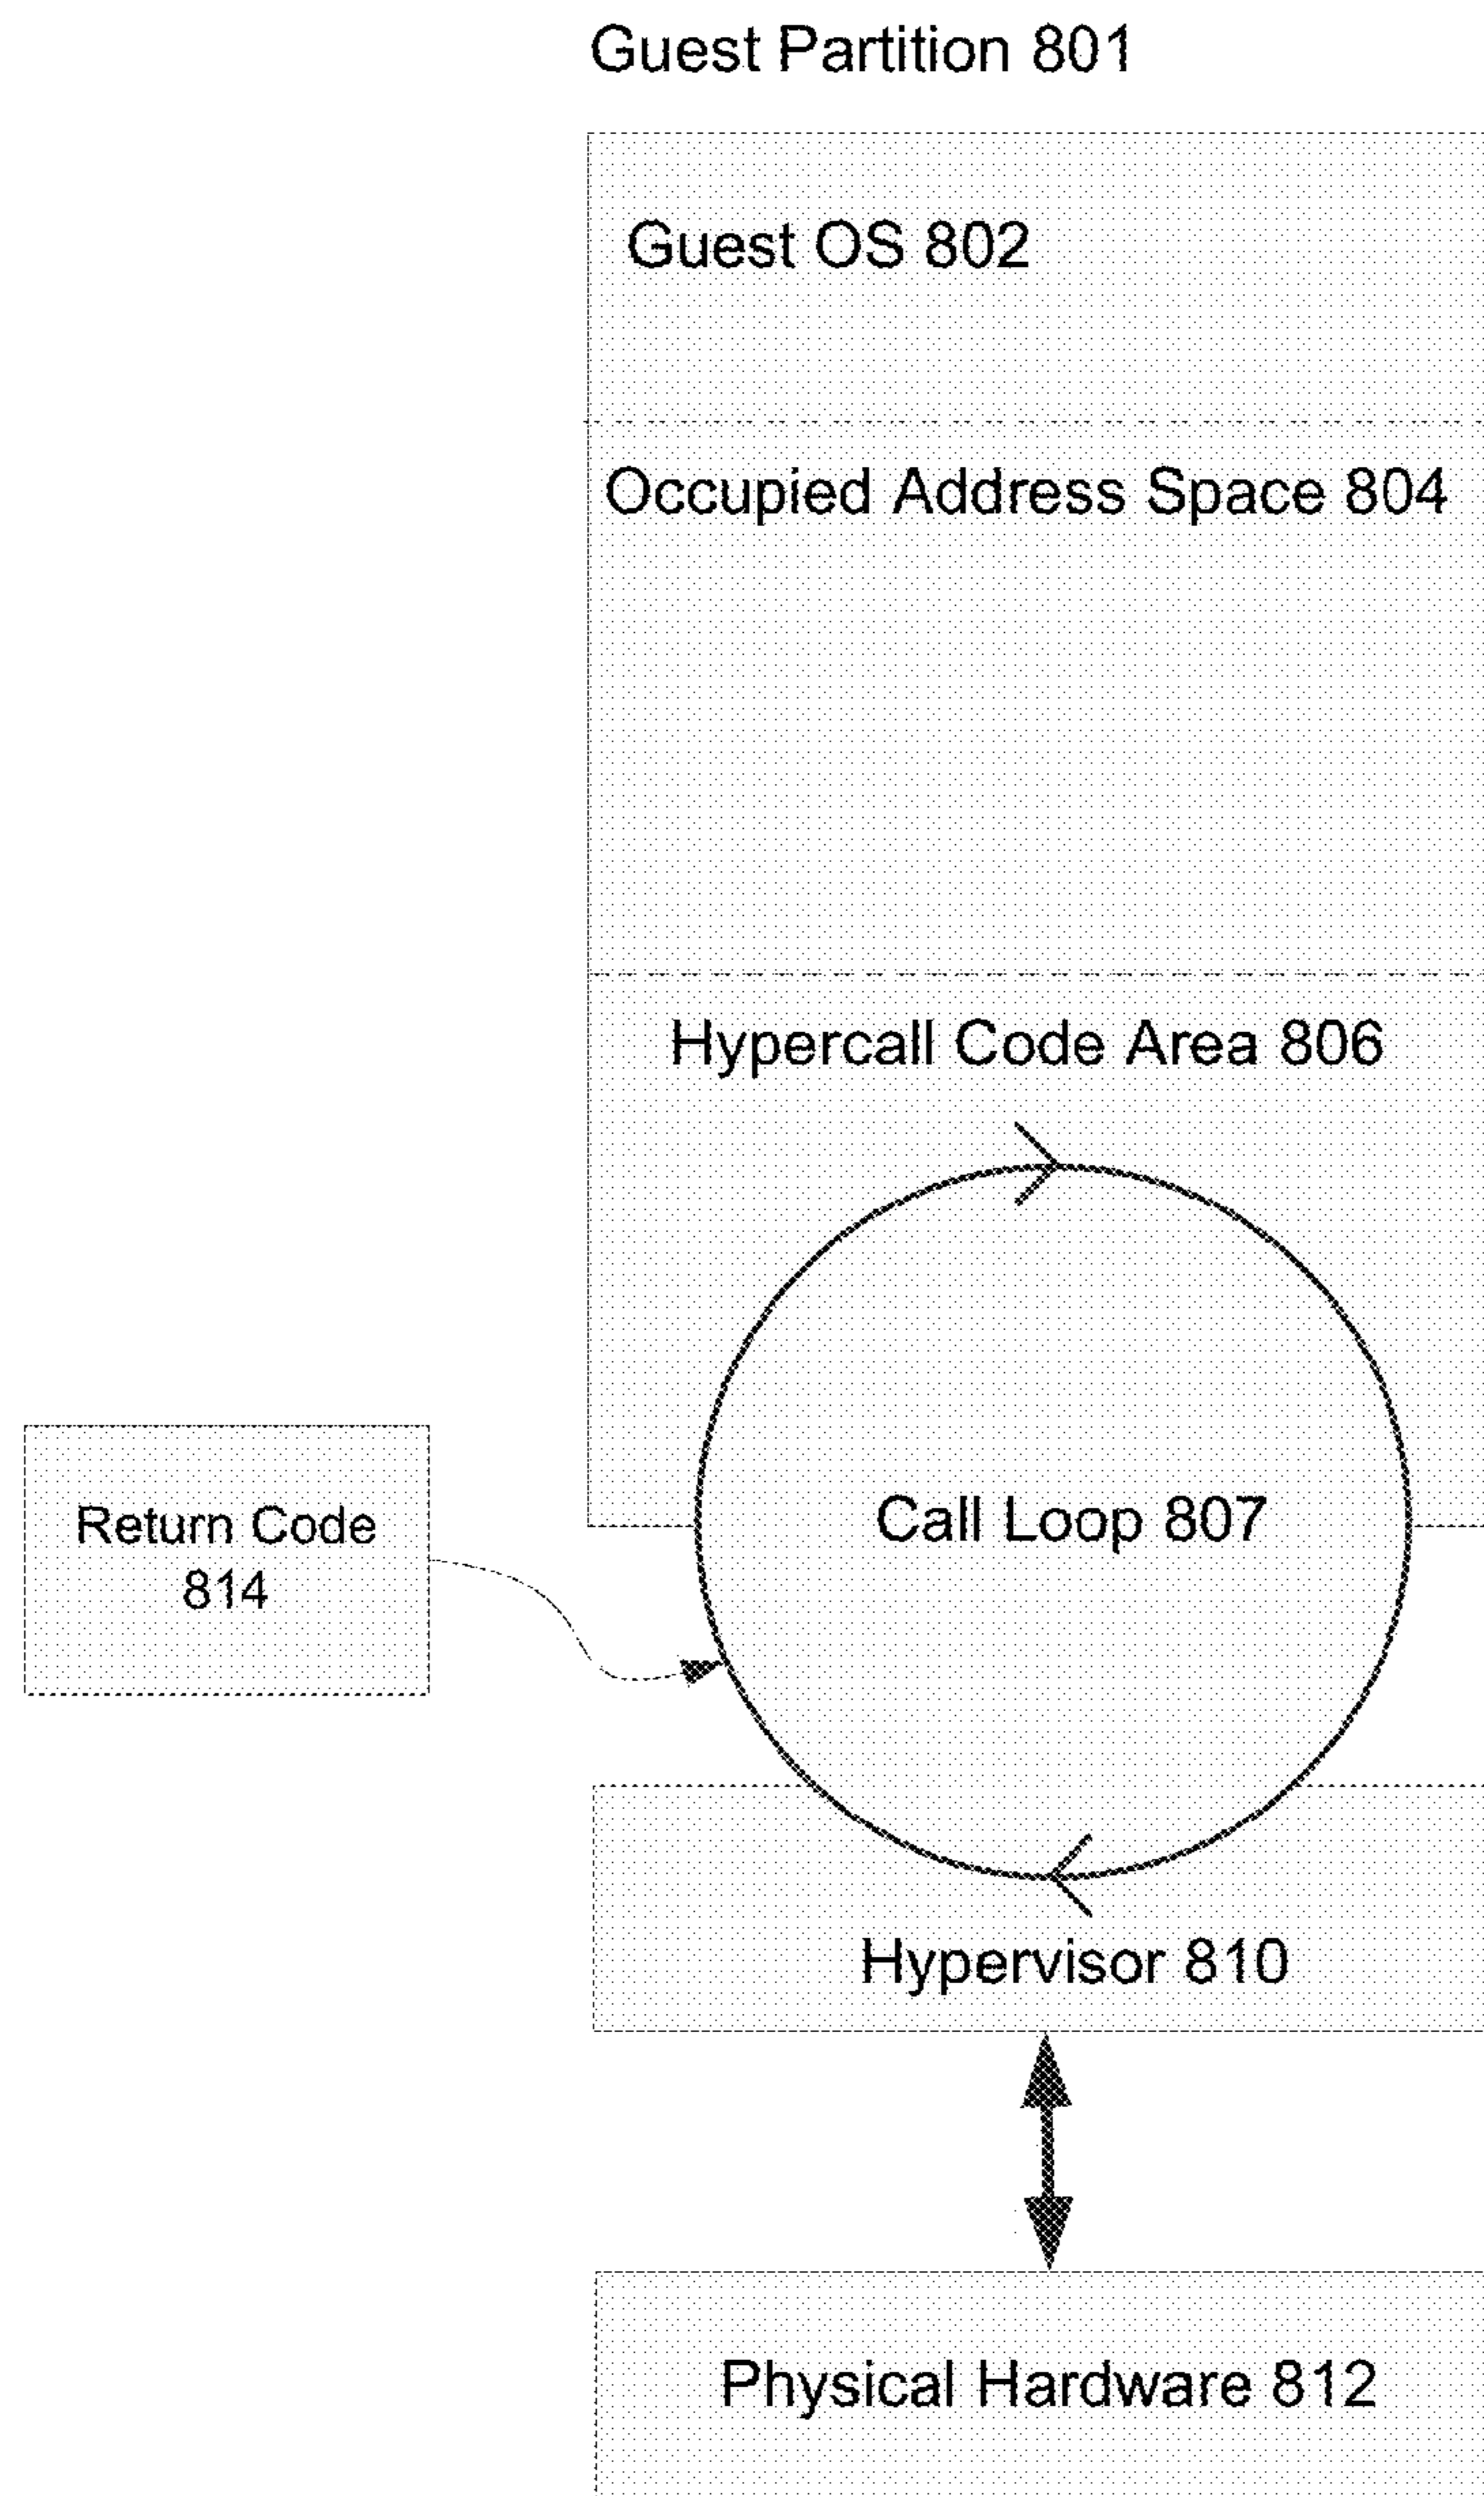 Guest Partition 801
Guest OS 802
Occupied Address Space 804
Hypercall Code Area 806
Call Loop 807
Return Code
814
Hypervisor 810
Physical Hardware 812